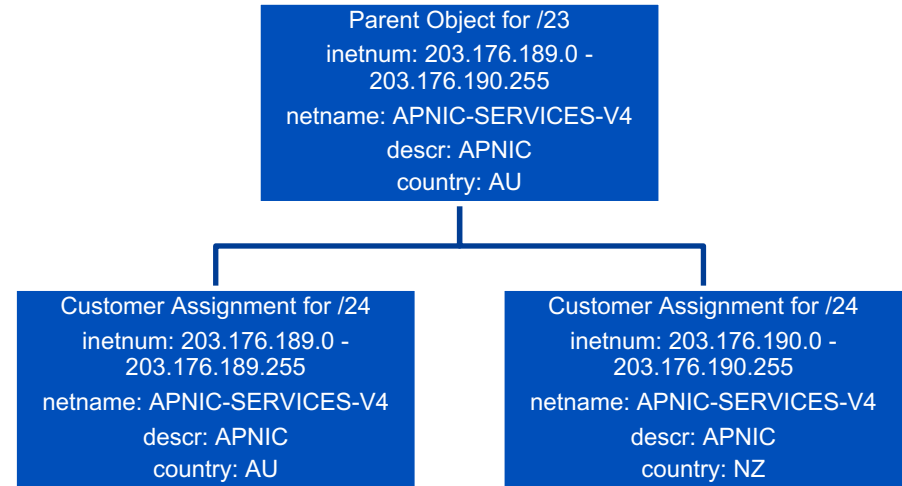 Parent Object for /23
inetnum: 203.176.189.0 -
203.176.190.255
netname: APNIC-SERVICES-V4
descr: APNIC
country: AU
Customer Assignment for /24
inetnum: 203.176.189.0 -
203.176.189.255
netname: APNIC-SERVICES-V4
descr: APNIC
country: AU
Customer Assignment for /24
inetnum: 203.176.190.0 -
203.176.190.255
netname: APNIC-SERVICES-V4
descr: APNIC
country: NZ